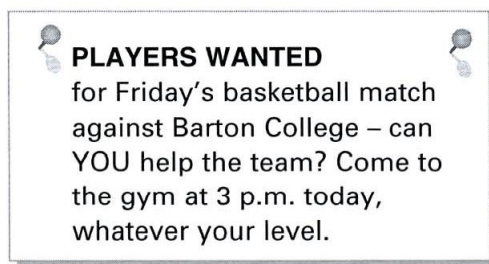 PLAYERS WANTED
for Friday's basketball match
against Barton College – can
YOU help the team? Come to
the gym at 3 p.m. today,
whatever your level.